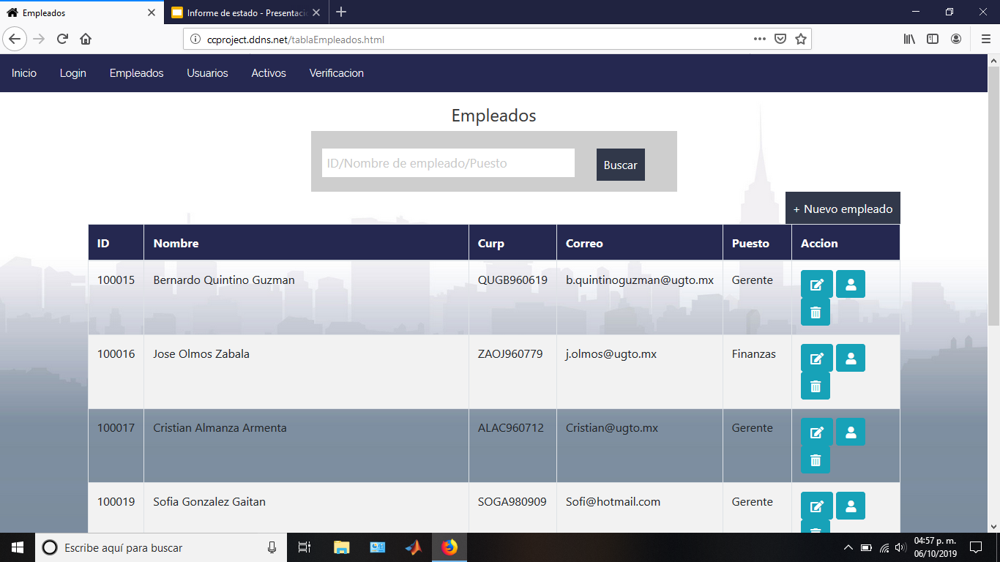 Empleados
Informe de estado - Presentaci
ccproject.ddns.net/tablaEmpleados.html
Inicio Login Empleados Usuarios Activos Verificacion
Empleados
ID/Nombre de empleado/Puesto Buscar
+ Nuevo empleado
ID Nombre Curp Correo Puesto Accion
100015 Bernardo Quintino Guzman QUGB960619 b.quintinoguzman@ugto.mx Gerente
100016 Jose Olmos Zabala ZAOJ960779 j.olmos@ugto.mx Finanzas
100017 Cristian Almanza Armenta ALAC960712 Cristian@ugto.mx Gerente
100019 Sofia Gonzalez Gaitan SOGA980909 Sofi@hotmail.com Gerente
Escribe aquí para buscar
04:57 p. m.
06/10/2019